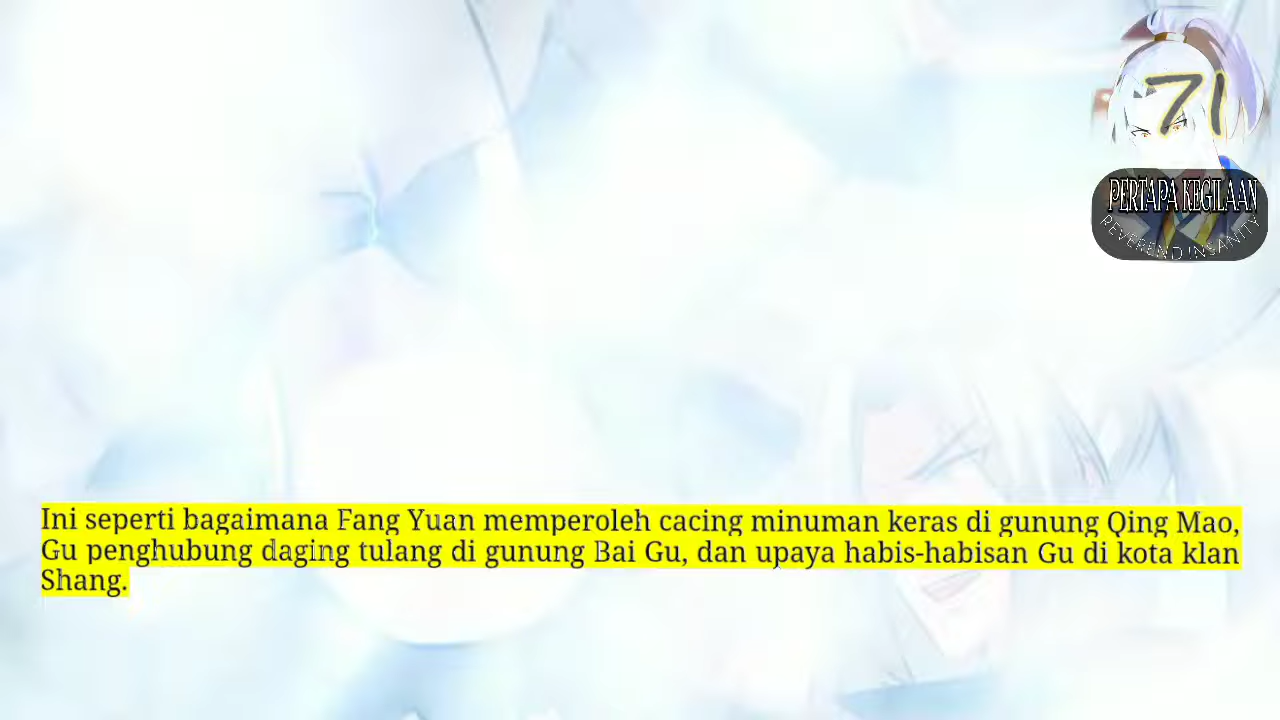 71
PERTAPA KEGILAAN
REVEREND INSANITY
Ini seperti bagaimana Fang Yuan memperoleh cacing minuman keras di gunung Qing Mao,
Gu penghubung daging tulang di gunung Bai Gu, dan upaya habis-habisan Gu di kota klan
Shang.